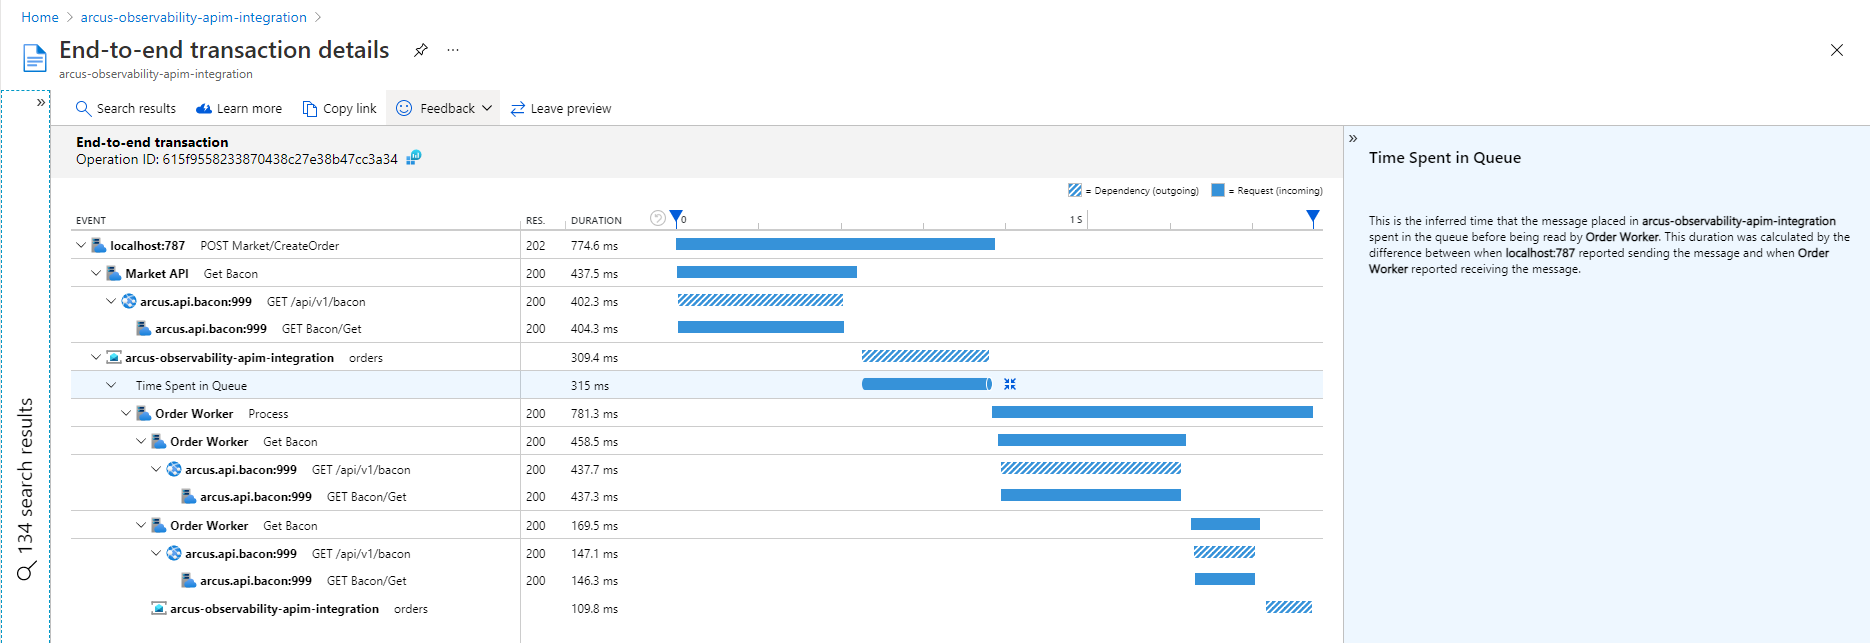 Home > arcus-observability-apim-integration >
End-to-end transaction details ...
arcus-observability-apim-integration
Search results Learn more Copy link Feedback Leave preview
End-to-end transaction
Operation ID: 615f9558233870438c27e38b47cc3a34
= Dependency (outgoing) = Request (incoming)
EVENT RES. DURATION 0 1 S
localhost:787 POST Market/CreateOrder 202 774.6 ms
Market API Get Bacon 200 437.5 ms
arcus.api.bacon:999 GET /api/v1/bacon 200 402.3 ms
arcus.api.bacon:999 GET Bacon/Get 200 404.3 ms
arcus-observability-apim-integration orders 309.4 ms
Time Spent in Queue 315 ms
Order Worker Process 200 781.3 ms
Order Worker Get Bacon 200 458.5 ms
arcus.api.bacon:999 GET /api/v1/bacon 200 437.7 ms
arcus.api.bacon:999 GET Bacon/Get 200 437.3 ms
Order Worker Get Bacon 200 169.5 ms
arcus.api.bacon:999 GET /api/v1/bacon 200 147.1 ms
arcus.api.bacon:999 GET Bacon/Get 200 146.3 ms
arcus-observability-apim-integration orders 109.8 ms
134 search results
Time Spent in Queue
This is the inferred time that the message placed in arcus-observability-apim-integration
spent in the queue before being read by Order Worker. This duration was calculated by the
difference between when localhost:787 reported sending the message and when Order
Worker reported receiving the message.